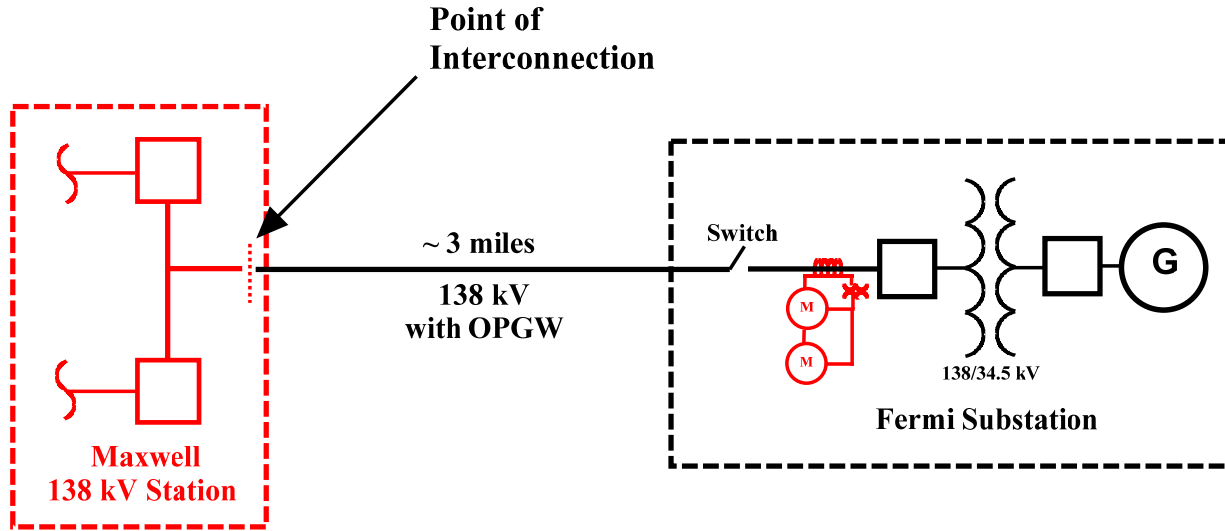 Point of
Interconnection
~ 3 miles
138 kV
with OPGW
Switch
M
M
G
138/34.5 kV
Fermi Substation
Maxwell
138 kV Station